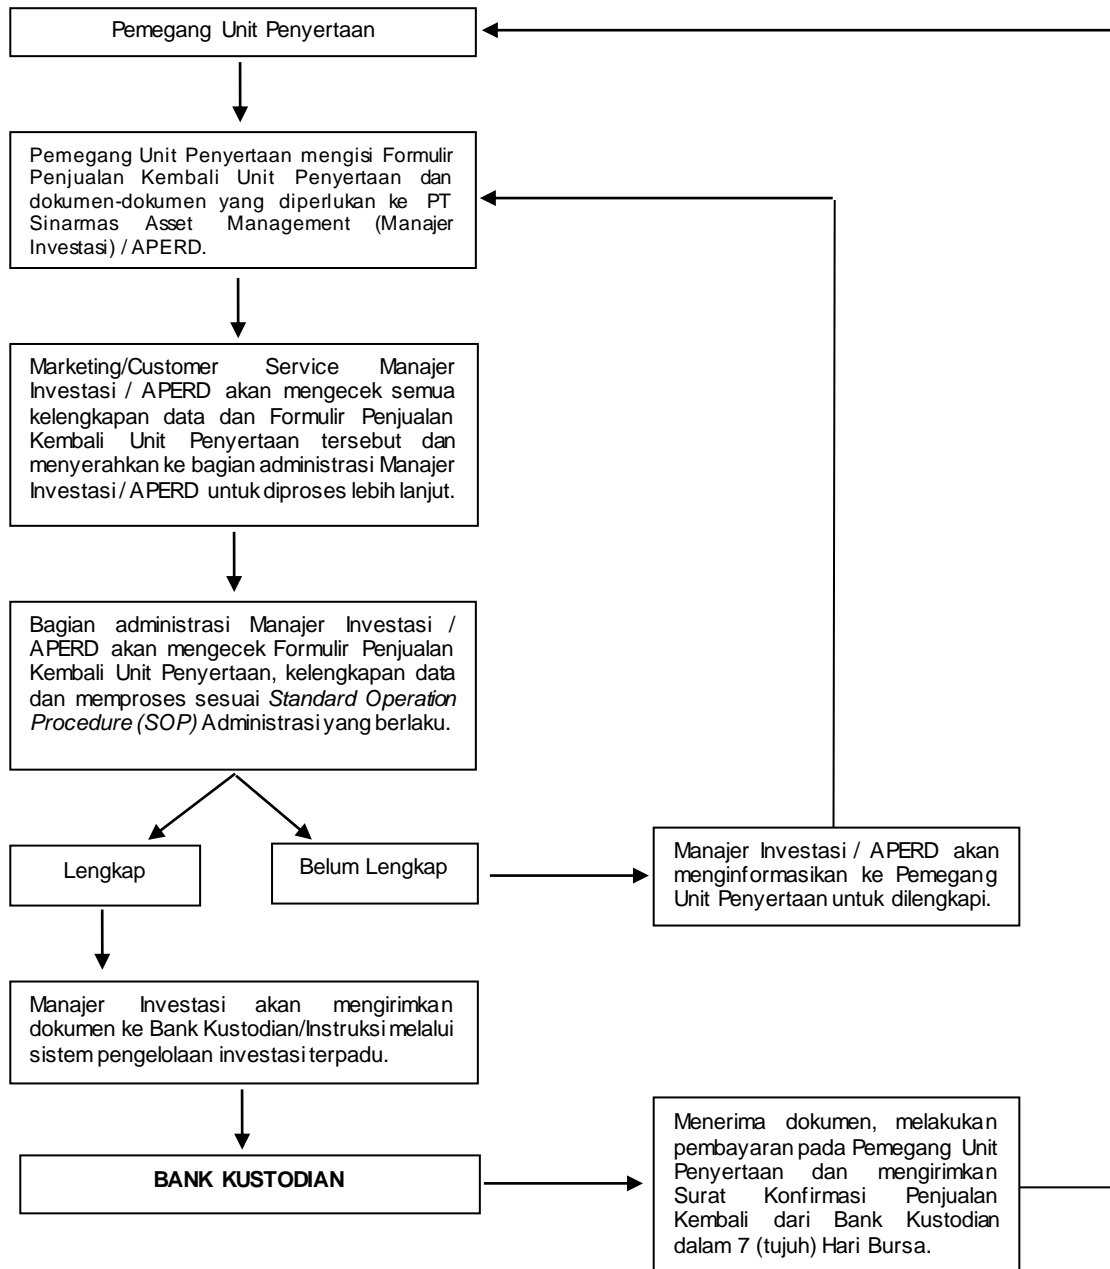 Pemegang Unit Penyertaan
Pemegang Unit Penyertaan mengisi Formulir
Penjualan Kembali Unit Penyertaan dan
dokumen-dokumen yang diperlukan ke PT
Sinarmas Asset Management (Manajer
Investasi) / APERD.
Marketing/Customer Service Manajer
Investasi / APERD akan mengecek semua
kelengkapan data dan Formulir Penjualan
Kembali Unit Penyertaan tersebut dan
menyerahkan ke bagian administrasi Manajer
Investasi / APERD untuk diproses lebih lanjut.
Bagian administrasi Manajer Investasi /
APERD akan mengecek Formulir Penjualan
Kembali Unit Penyertaan, kelengkapan data
dan memproses sesuai Standard Operation
Procedure (SOP) Administrasi yang berlaku.
Lengkap
Belum Lengkap
Manajer Investasi / APERD akan
menginformasikan ke Pemegang
Unit Penyertaan untuk dilengkapi.
Manajer Investasi akan mengirimkan
dokumen ke Bank Kustodian/Instruksi melalui
sistem pengelolaan investasi terpadu.
BANK KUSTODIAN
Menerima dokumen, melakukan
pembayaran pada Pemegang Unit
Penyertaan dan mengirimkan
Surat Konfirmasi Penjualan
Kembali dari Bank Kustodian
dalam 7 (tujuh) Hari Bursa.